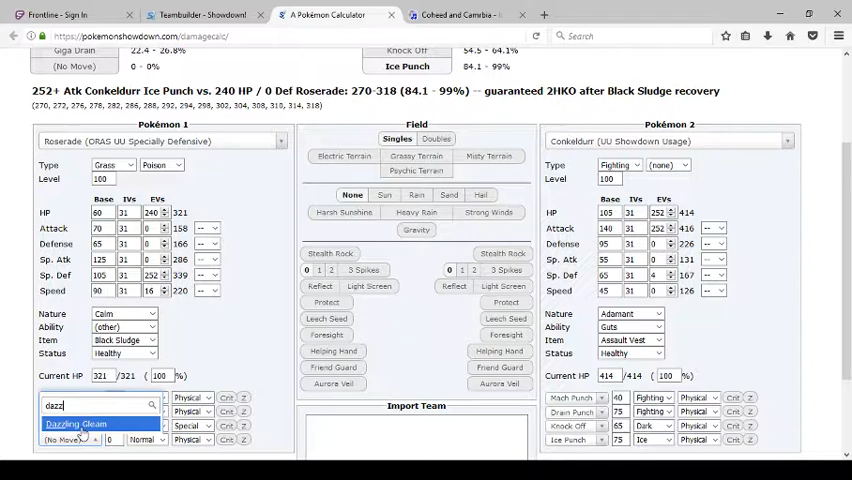 Frontline - Sign In × Teambuilder - Showdown! × A Pokémon Calculator × Coheed and Cambria - × +
https://pokemonshowdown.com/damagecalc/ Search
Giga Drain 22.4 - 26.8% Knock Off 54.5 - 64.1%
(No Move) 0 - 0% Ice Punch 84.1 - 99%
252+ Atk Conkeldurr Ice Punch vs. 240 HP / 0 Def Roserade: 270-318 (84.1 - 99%) -- guaranteed 2HKO after Black Sludge recovery
(270, 272, 276, 278, 282, 286, 288, 292, 294, 298, 302, 304, 308, 310, 314, 318)
Pokémon 1 Field Pokémon 2
Roserade (ORAS UU Specially Defensive) Singles Doubles Conkeldurr (UU Showdown Usage)
Type Grass Poison Electric Terrain Grassy Terrain Misty Terrain Type Fighting (none)
Level 100 Psychic Terrain Level 100
Base IVs EVs None Sun Rain Sand Hail Base IVs EVs
HP 60 31 240 321 Harsh Sunshine Heavy Rain Strong Winds HP 105 31 252 414
Attack 70 31 0 158 -- Gravity Attack 140 31 252 416 --
Defense 65 31 0 166 -- Defense 95 31 0 226 --
Sp. Atk 125 31 0 286 -- Stealth Rock Stealth Rock Sp. Atk 55 31 0 131 --
Sp. Def 105 31 252 339 -- 0 1 2 3 Spikes 0 1 2 3 Spikes Sp. Def 65 31 4 167 --
Speed 90 31 16 220 -- Reflect Light Screen Reflect Light Screen Speed 45 31 0 126 --
Protect Protect
Nature Calm Leech Seed Leech Seed Nature Adamant
Ability (other) Foresight Foresight Ability Guts
Item Black Sludge Helping Hand Helping Hand Item Assault Vest
Status Healthy Friend Guard Friend Guard Status Healthy
Current HP 321 /321 ( 100 %) Aurora Veil Aurora Veil Current HP 414 /414 ( 100 %)
Physical Crit Z Mach Punch 40 Fighting Physical Crit Z
dazz Physical Crit Z Import Team Drain Punch 75 Fighting Physical Crit Z
Dazzling Gleam Special Crit Z Knock Off 65 Dark Physical Crit Z
(No Move) 0 Normal Physical Crit Z Ice Punch 75 Ice Physical Crit Z